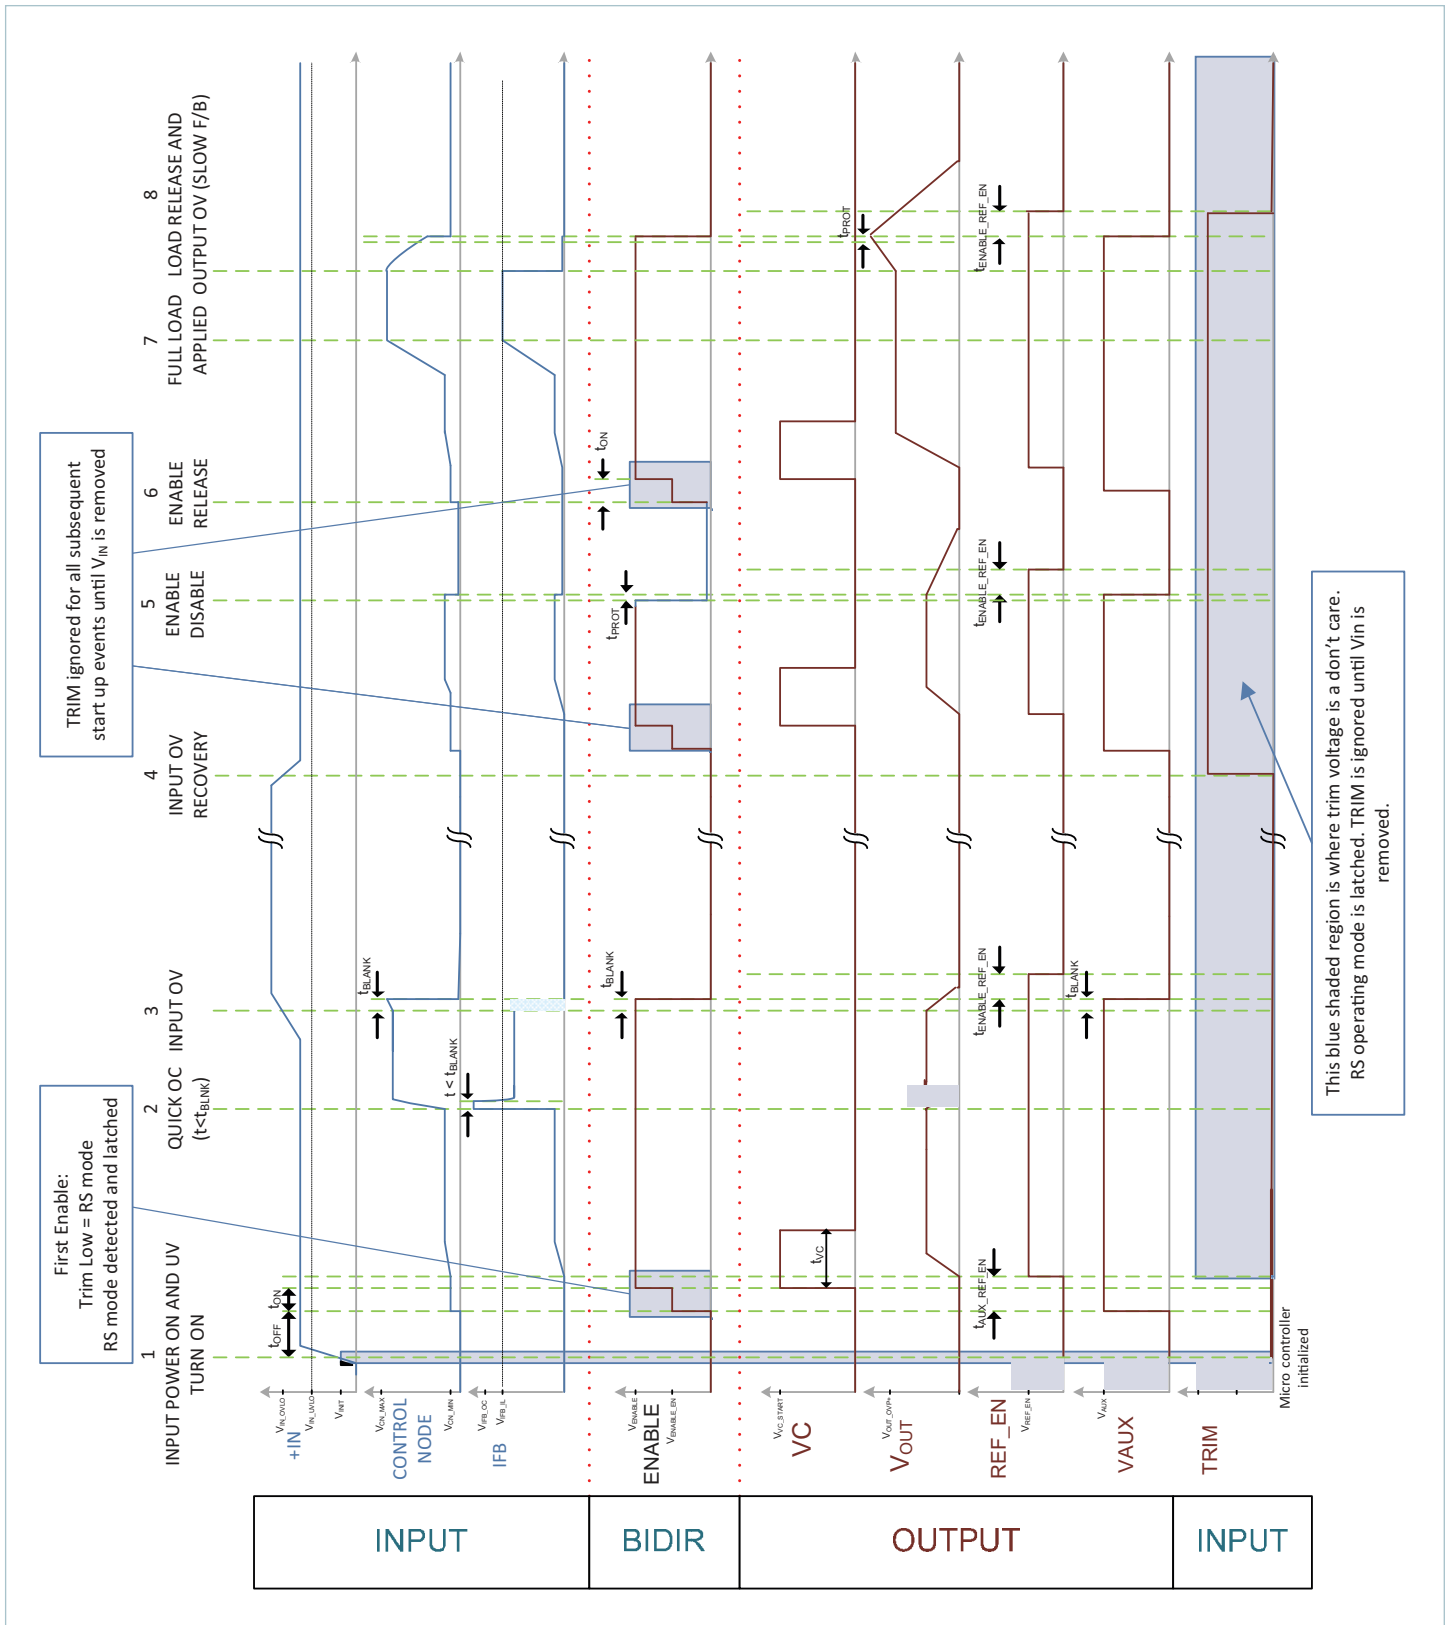 1
INPUT POWER ON AND UV
TURN ON
2
QUICK OC
(t<tBLNK)
3
INPUT OV
4
INPUT OV
RECOVERY
5
ENABLE
DISABLE
6
ENABLE
RELEASE
7
FULL LOAD
APPLIED
8
LOAD RELEASE AND
OUTPUT OV (SLOW F/B)
First Enable:
Trim Low = RS mode
RS mode detected and latched
TRIM ignored for all subsequent
start up events until VIN is removed
INPUT
+IN
VIN_OVLO
VIN_UVLO
VINIT
tOFF
tON
CONTROL
NODE
VCN_MAX
VCN_MIN
tBLANK
IFB
VIFB_OC
VIFB_IL
t < tBLANK
BIDIR
ENABLE
VENABLE
VENABLE_EN
tBLANK
tPROT
tON
OUTPUT
VC
VVC_START
tVC
tPROT
VOUT
VOUT_OVP+
REF_EN
VREF_EN
tAUX_REF_EN
tENABLE_REF_EN
tENABLE_REF_EN
tENABLE_REF_EN
VAUX
VAUX
tBLANK
INPUT
TRIM
Micro controller
initialized
This blue shaded region is where trim voltage is a don't care.
RS operating mode is latched. TRIM is ignored until Vin is
removed.